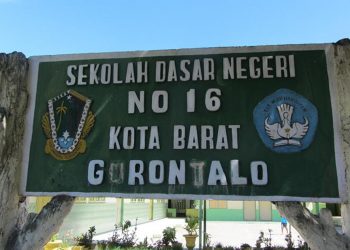 SEKOLAH DASAR NEGERI
NO 16
KOTA BARAT
GORONTALO